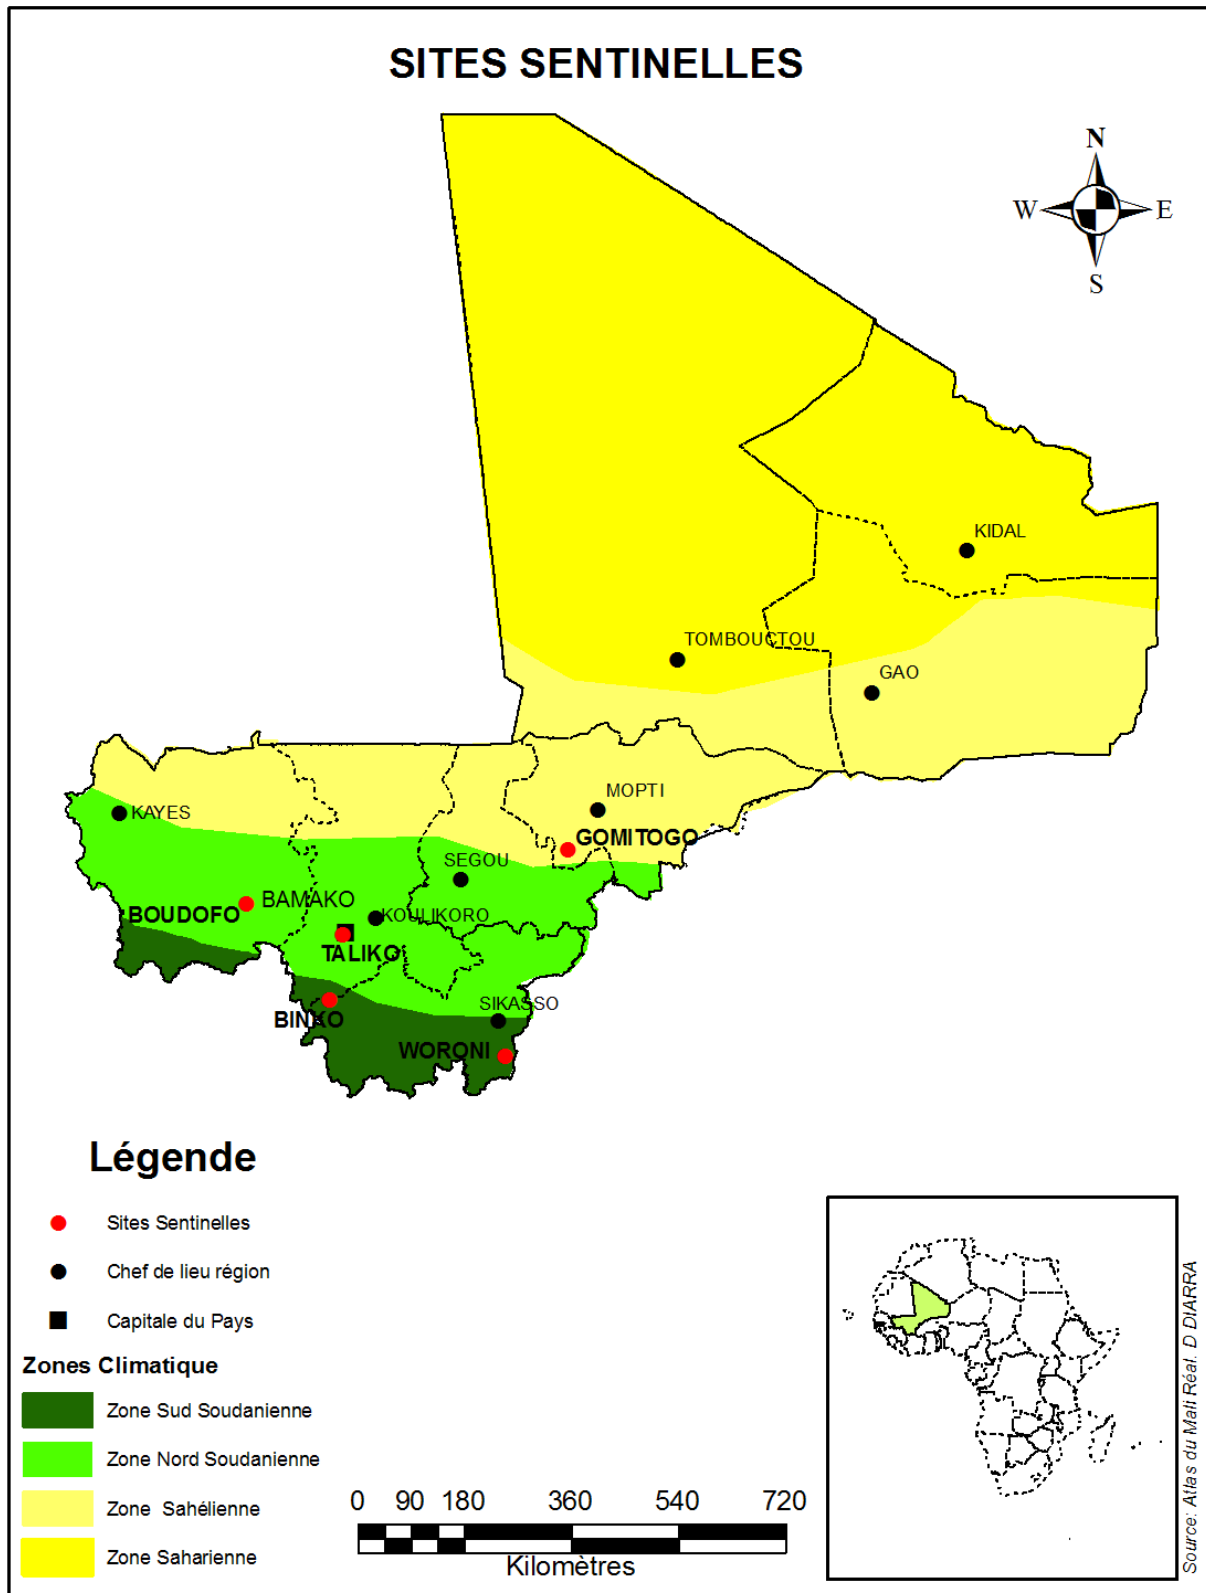 SITES SENTINELLES
N
W
E
S
KIDAL
TOMBOUCTOU
GAO
MOPTI
KAYES
GOMITOGO
SEGOU
BAMAKO
BOUDOFO
KOULIKORO
TALIKO
SIKASSO
BINKO
WORONI
Légende
Sites Sentinelles
Chef de lieu région
Capitale du Pays
Zones Climatique
Zone Sud Soudanienne
Zone Nord Soudanienne
Zone Sahélienne
Zone Saharienne
0 90 180 360 540 720
Kilomètres
Source: Atlas du Mali Réal. D DIARRA